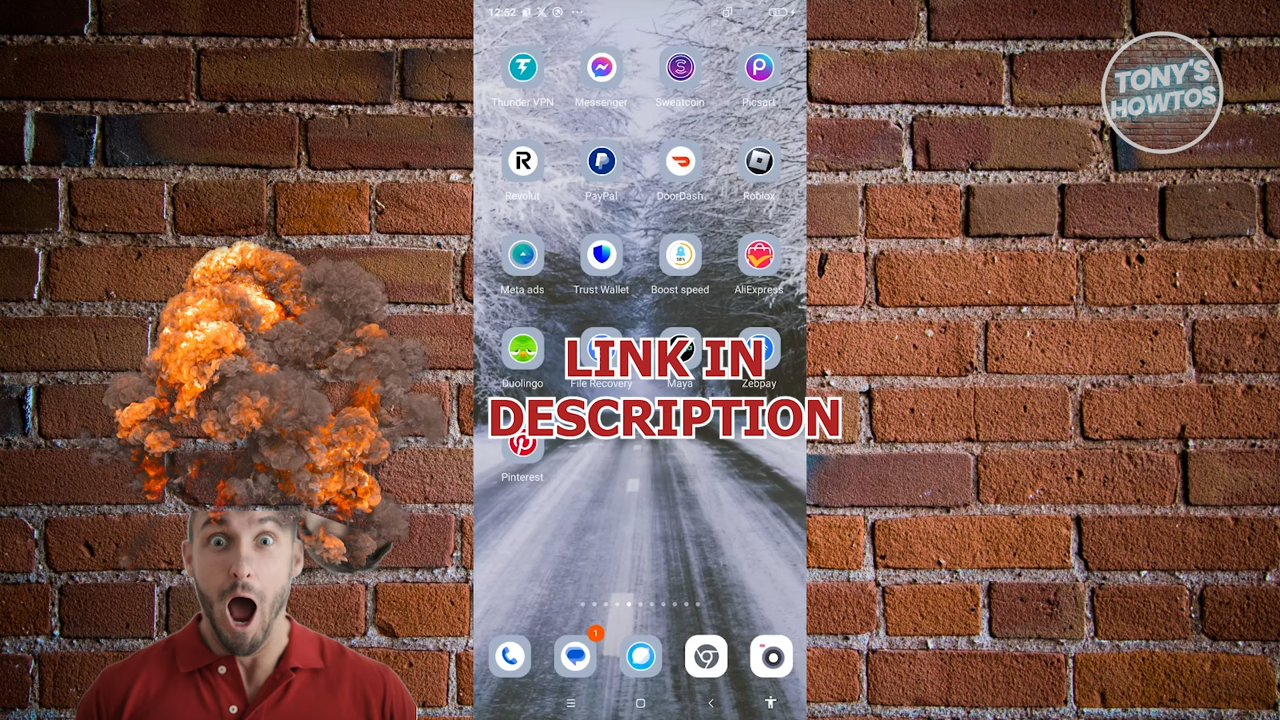 12:52
TONY'S
HOWTOS
Thunder VPN Messenger Sweatcoin Picsart
Revolut PayPal DoorDash Roblox
Meta ads Trust Wallet Boost speed AliExpress
LINK IN
Duolingo File Recovery Maya Zebpay
DESCRIPTION
Pinterest
1